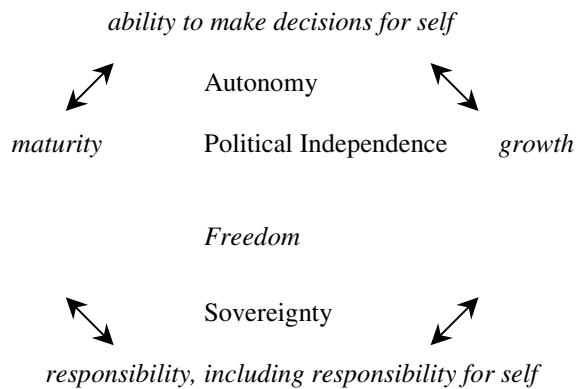 ability to make decisions for self
Autonomy
maturity Political Independence growth
Freedom
Sovereignty
responsibility, including responsibility for self